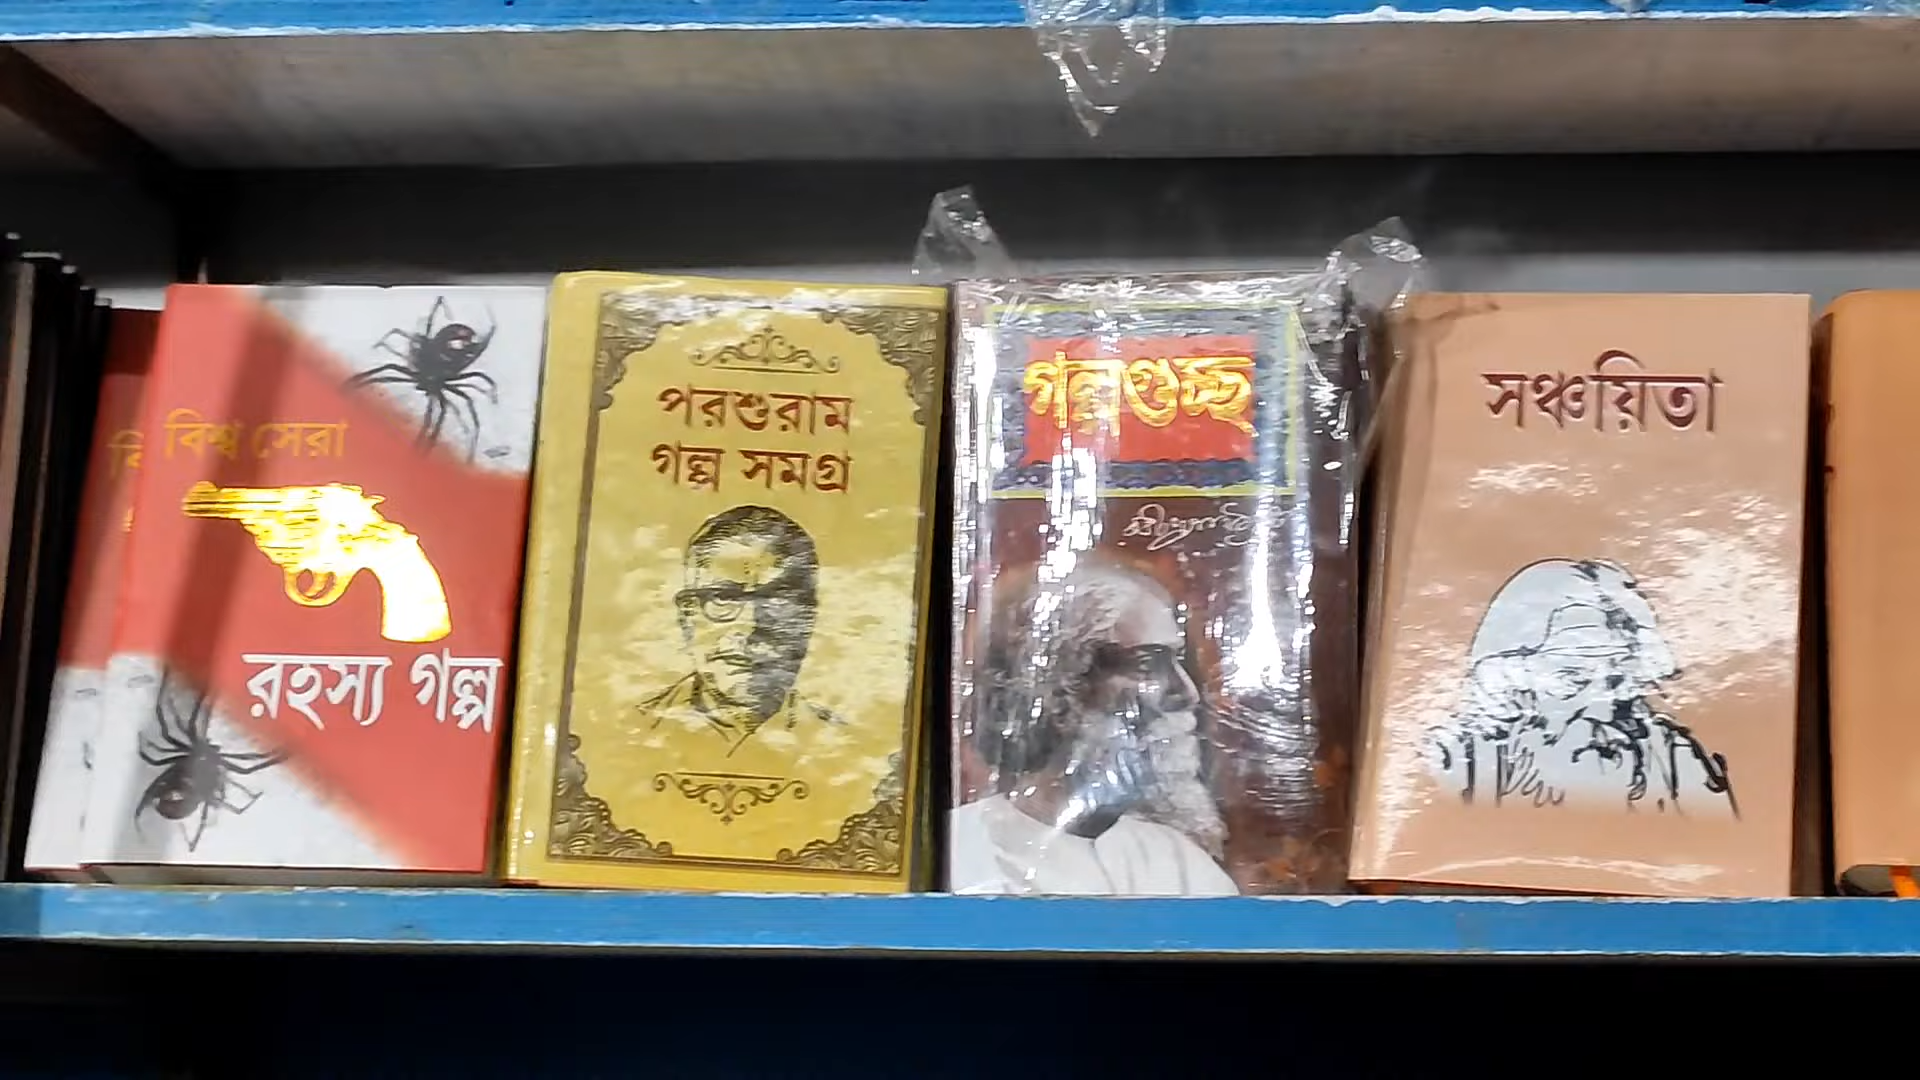 বিশ্ব সেরা
রহস্য গল্প
পরশুরাম
গল্প সমগ্র
গল্পগুচ্ছ
সঞ্চয়িতা